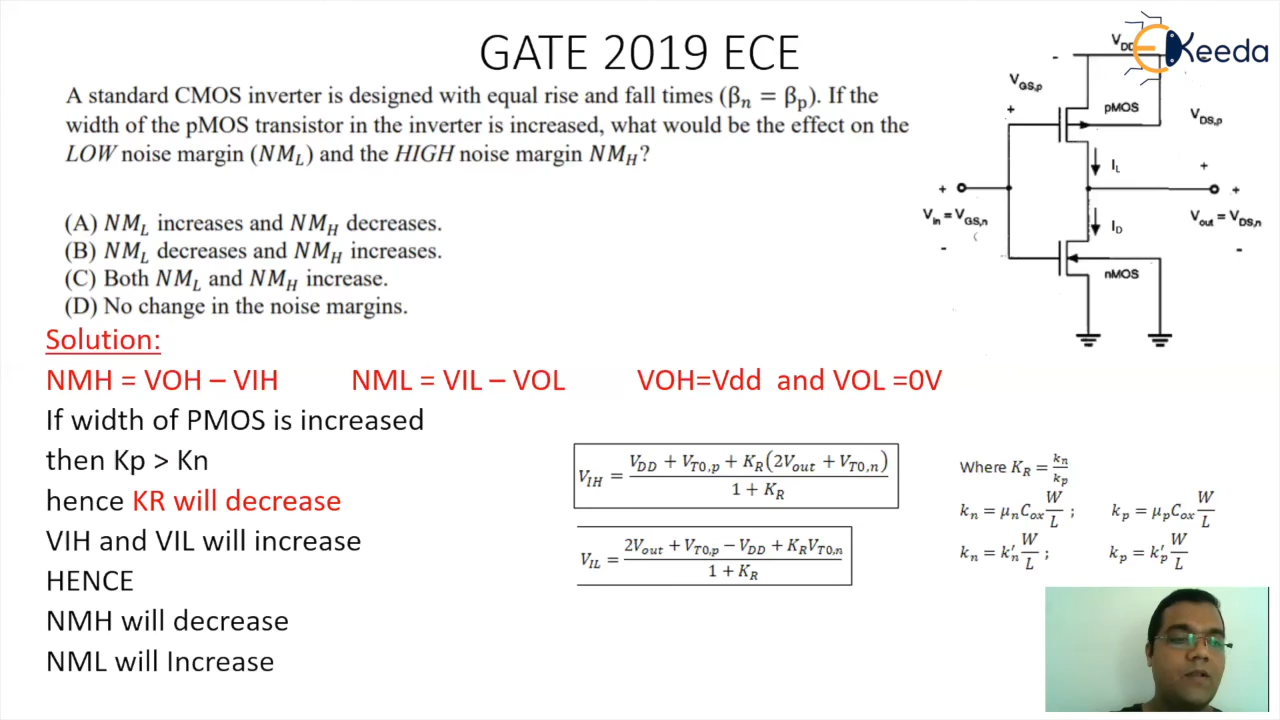 GATE 2019 ECE
Keeda
A standard CMOS inverter is designed with equal rise and fall times (βn = βp). If the
width of the pMOS transistor in the inverter is increased, what would be the effect on the
LOW noise margin (NML) and the HIGH noise margin NMH?
(A) NML increases and NMH decreases.
(B) NML decreases and NMH increases.
(C) Both NML and NMH increase.
(D) No change in the noise margins.
VDD
-
VGS,p
+
pMOS
VDS,p
IL
+
+
+
Vin = VGS,n
Vout = VDS,n
ID
-
-
nMOS
Solution:
NMH = VOH – VIH NML = VIL – VOL VOH=Vdd and VOL =0V
If width of PMOS is increased
then Kp > Kn
hence KR will decrease
VIH and VIL will increase
HENCE
NMH will decrease
NML will Increase
VIH = (VDD + VT0,p + KR(2Vout + VT0,n)) / (1 + KR)
VIL = (2Vout + VT0,p − VDD + KRVT0,n) / (1 + KR)
Where KR = kn/kp
kn = μnCox W/L ; kp = μpCox W/L
kn = k′n W/L ; kp = k′p W/L